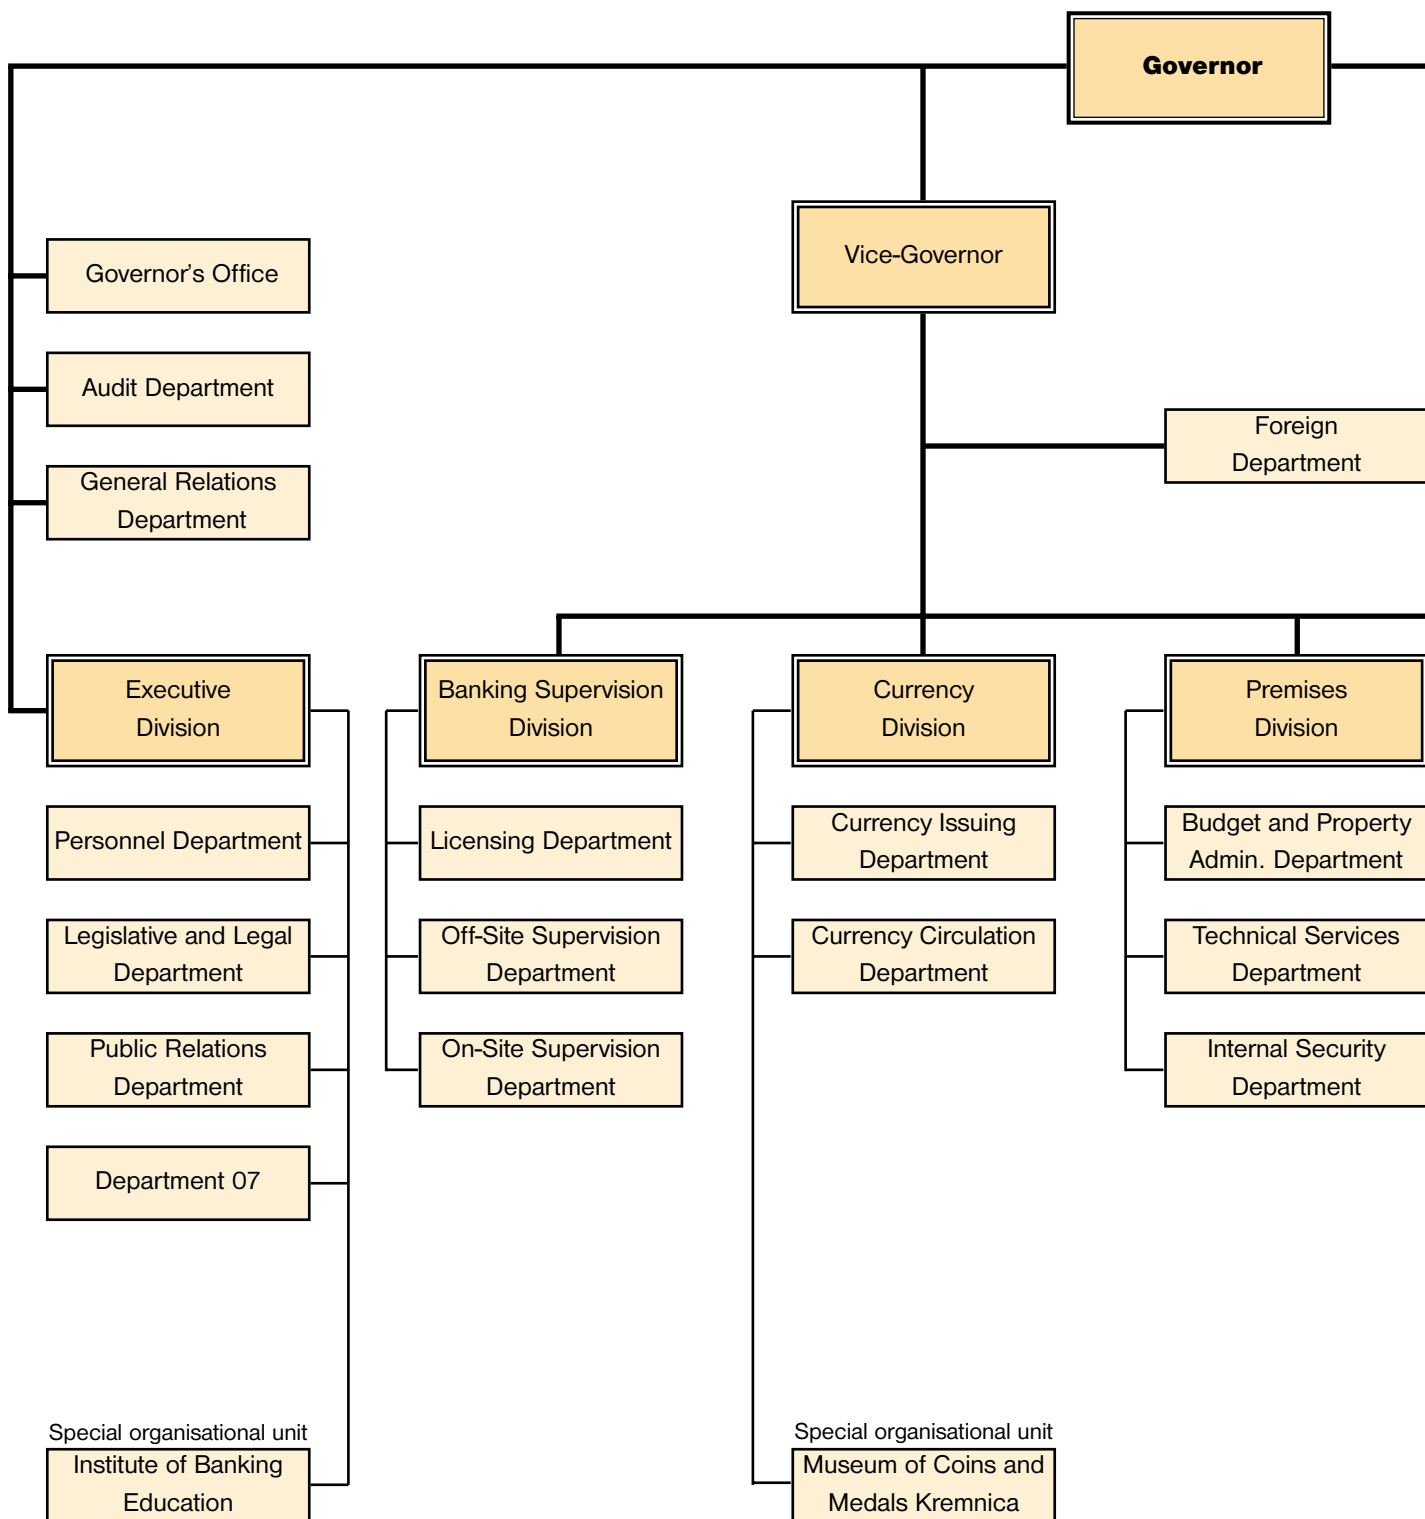 Governor
Vice-Governor
Governor’s Office
Audit Department
General Relations
Department
Foreign
Department
Executive
Division
Personnel Department
Legislative and Legal
Department
Public Relations
Department
Department 07
Special organisational unit
Institute of Banking
Education
Banking Supervision
Division
Licensing Department
Off-Site Supervision
Department
On-Site Supervision
Department
Currency
Division
Currency Issuing
Department
Currency Circulation
Department
Special organisational unit
Museum of Coins and
Medals Kremnica
Premises
Division
Budget and Property
Admin. Department
Technical Services
Department
Internal Security
Department